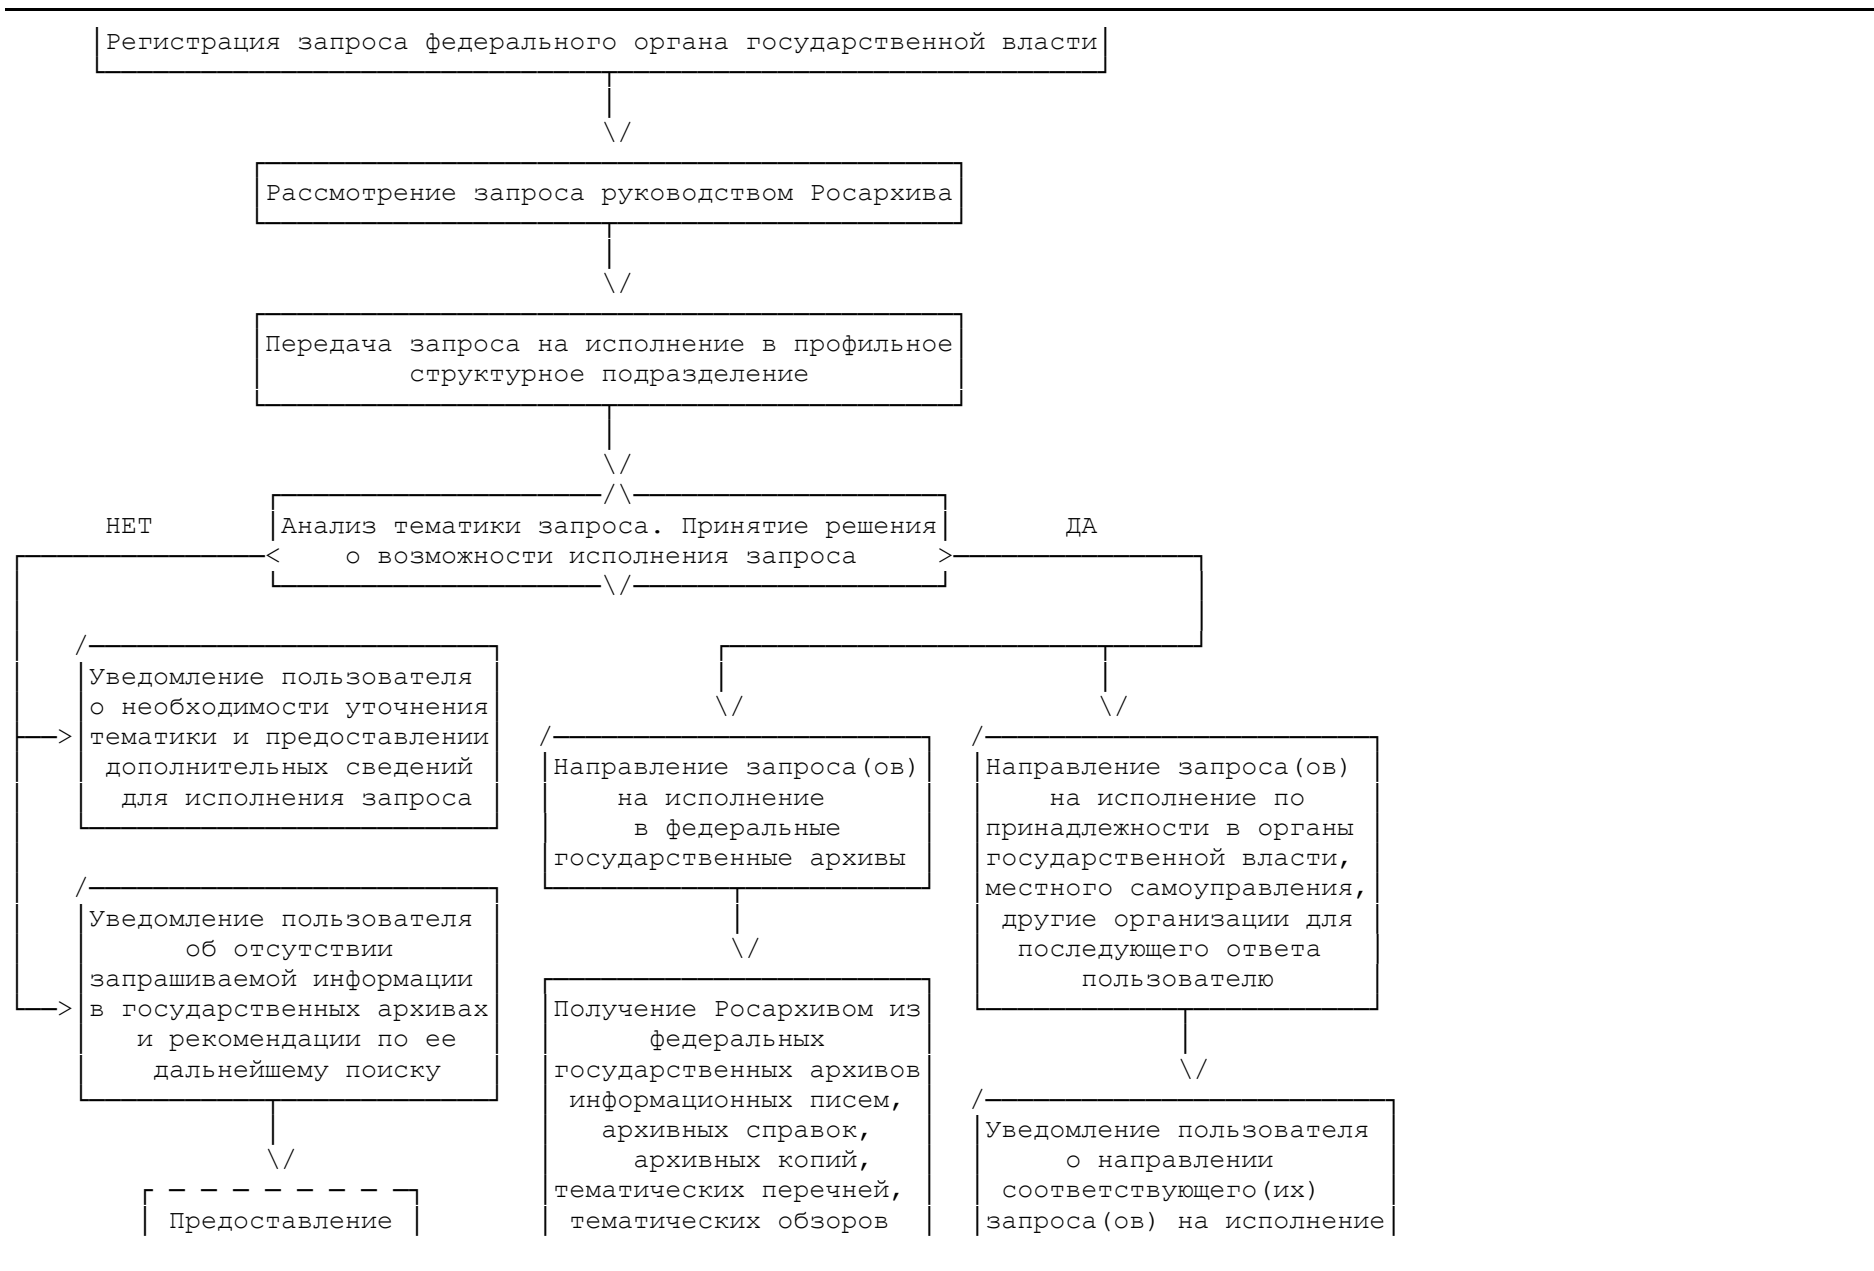 Регистрация запроса федерального органа государственной власти
Рассмотрение запроса руководством Росархива
Передача запроса на исполнение в профильное
структурное подразделение
НЕТ
Анализ тематики запроса. Принятие решения
о возможности исполнения запроса
ДА
Уведомление пользователя
о необходимости уточнения
тематики и предоставлении
дополнительных сведений
для исполнения запроса
Направление запроса(ов)
на исполнение
в федеральные
государственные архивы
Направление запроса(ов)
на исполнение по
принадлежности в органы
государственной власти,
местного самоуправления,
другие организации для
последующего ответа
пользователю
Уведомление пользователя
об отсутствии
запрашиваемой информации
в государственных архивах
и рекомендации по ее
дальнейшему поиску
Получение Росархивом из
федеральных
государственных архивов
информационных писем,
архивных справок,
архивных копий,
тематических перечней,
тематических обзоров
Уведомление пользователя
о направлении
соответствующего(их)
запроса(ов) на исполнение
Предоставление